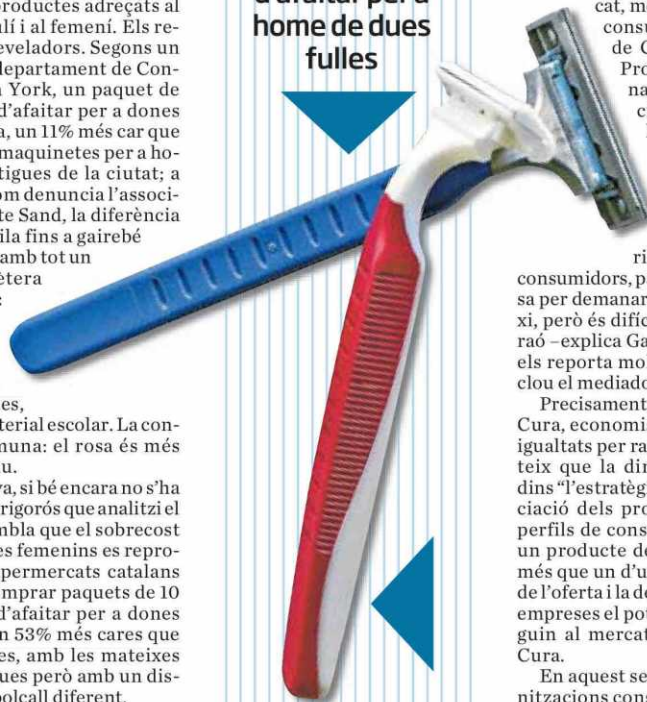 productes adreçats al
lí i al femení. Els re-
eveladors. Segons un
departament de Con-
a York, un paquet de
d'afaitar per a dones
a, un 11% més car que
maquinetes per a ho-
tigues de la ciutat; a
om denuncia l'associ-
te Sand, la diferència
ila fins a gairebé
amb tot un
ètera
es,
terial escolar. La con-
muna: el rosa és més
u.
va, si bé encara no s'ha
rigorós que analitzi el
mbla que el sobrecost
es femenins es repro-
permercats catalans
mprar paquets de 10
d'afaitar per a dones
n 53% més cares que
es, amb les mateixes
ques però amb un dis-
bolcall diferent.
d'afaitar per a
home de dues
fulles
cat, m
consu
de C
Pro
na
ri
consumidors, p
sa per demanar
xi, però és difíc
raó –explica Ga
els reporta mo
clou el mediado
Precisament
Cura, economis
igualtats per ra
teix que la din
dins “l'estratèg
ciació dels pro
perfils de cons
un producte de
més que un d'u
de l'oferta i la de
empreses el pot
guin al mercat
Cura.
En aquest se
nitzacions cons